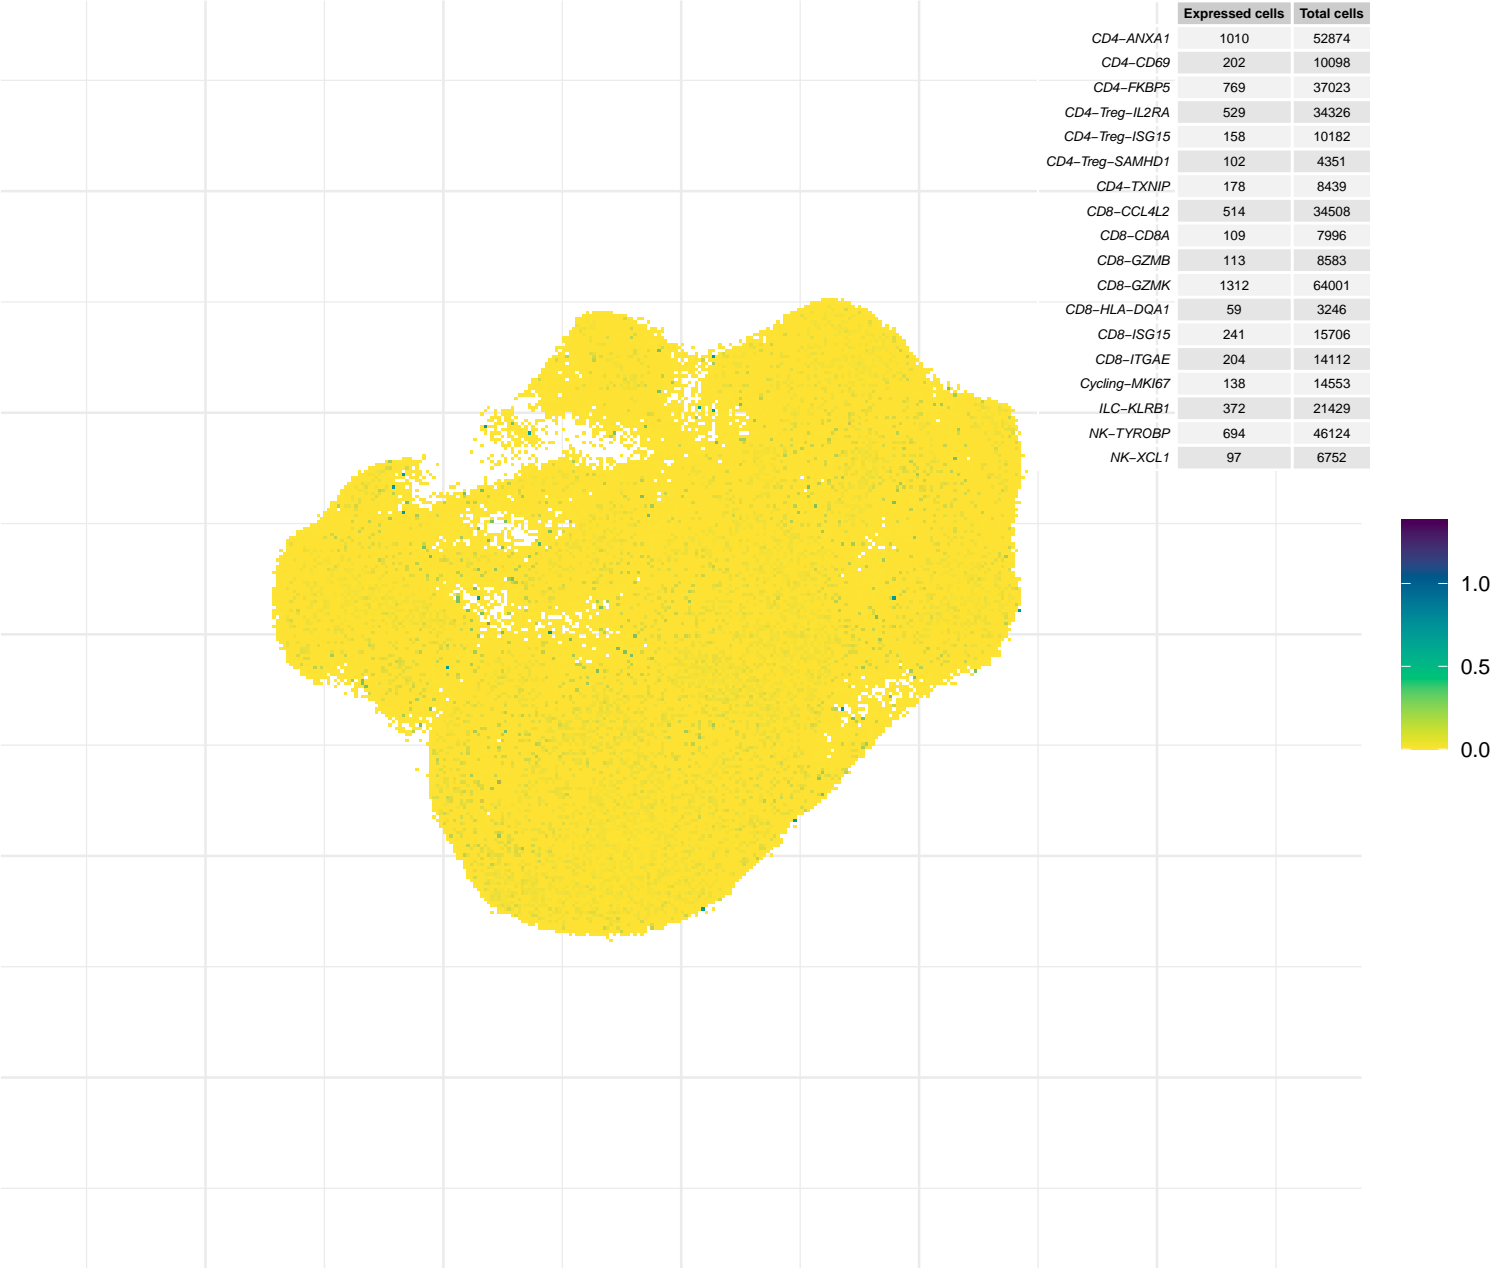 Expressed cells Total cells
CD4−ANXA1 1010 52874
CD4−CD69 202 10098
CD4−FKBP5 769 37023
CD4−Treg−IL2RA 529 34326
CD4−Treg−ISG15 158 10182
CD4−Treg−SAMHD1 102 4351
CD4−TXNIP 178 8439
CD8−CCL4L2 514 34508
CD8−CD8A 109 7996
CD8−GZMB 113 8583
CD8−GZMK 1312 64001
CD8−HLA−DQA1 59 3246
CD8−ISG15 241 15706
CD8−ITGAE 204 14112
Cycling−MKI67 138 14553
ILC−KLRB1 372 21429
NK−TYROBP 694 46124
NK−XCL1 97 6752
1.0
0.5
0.0